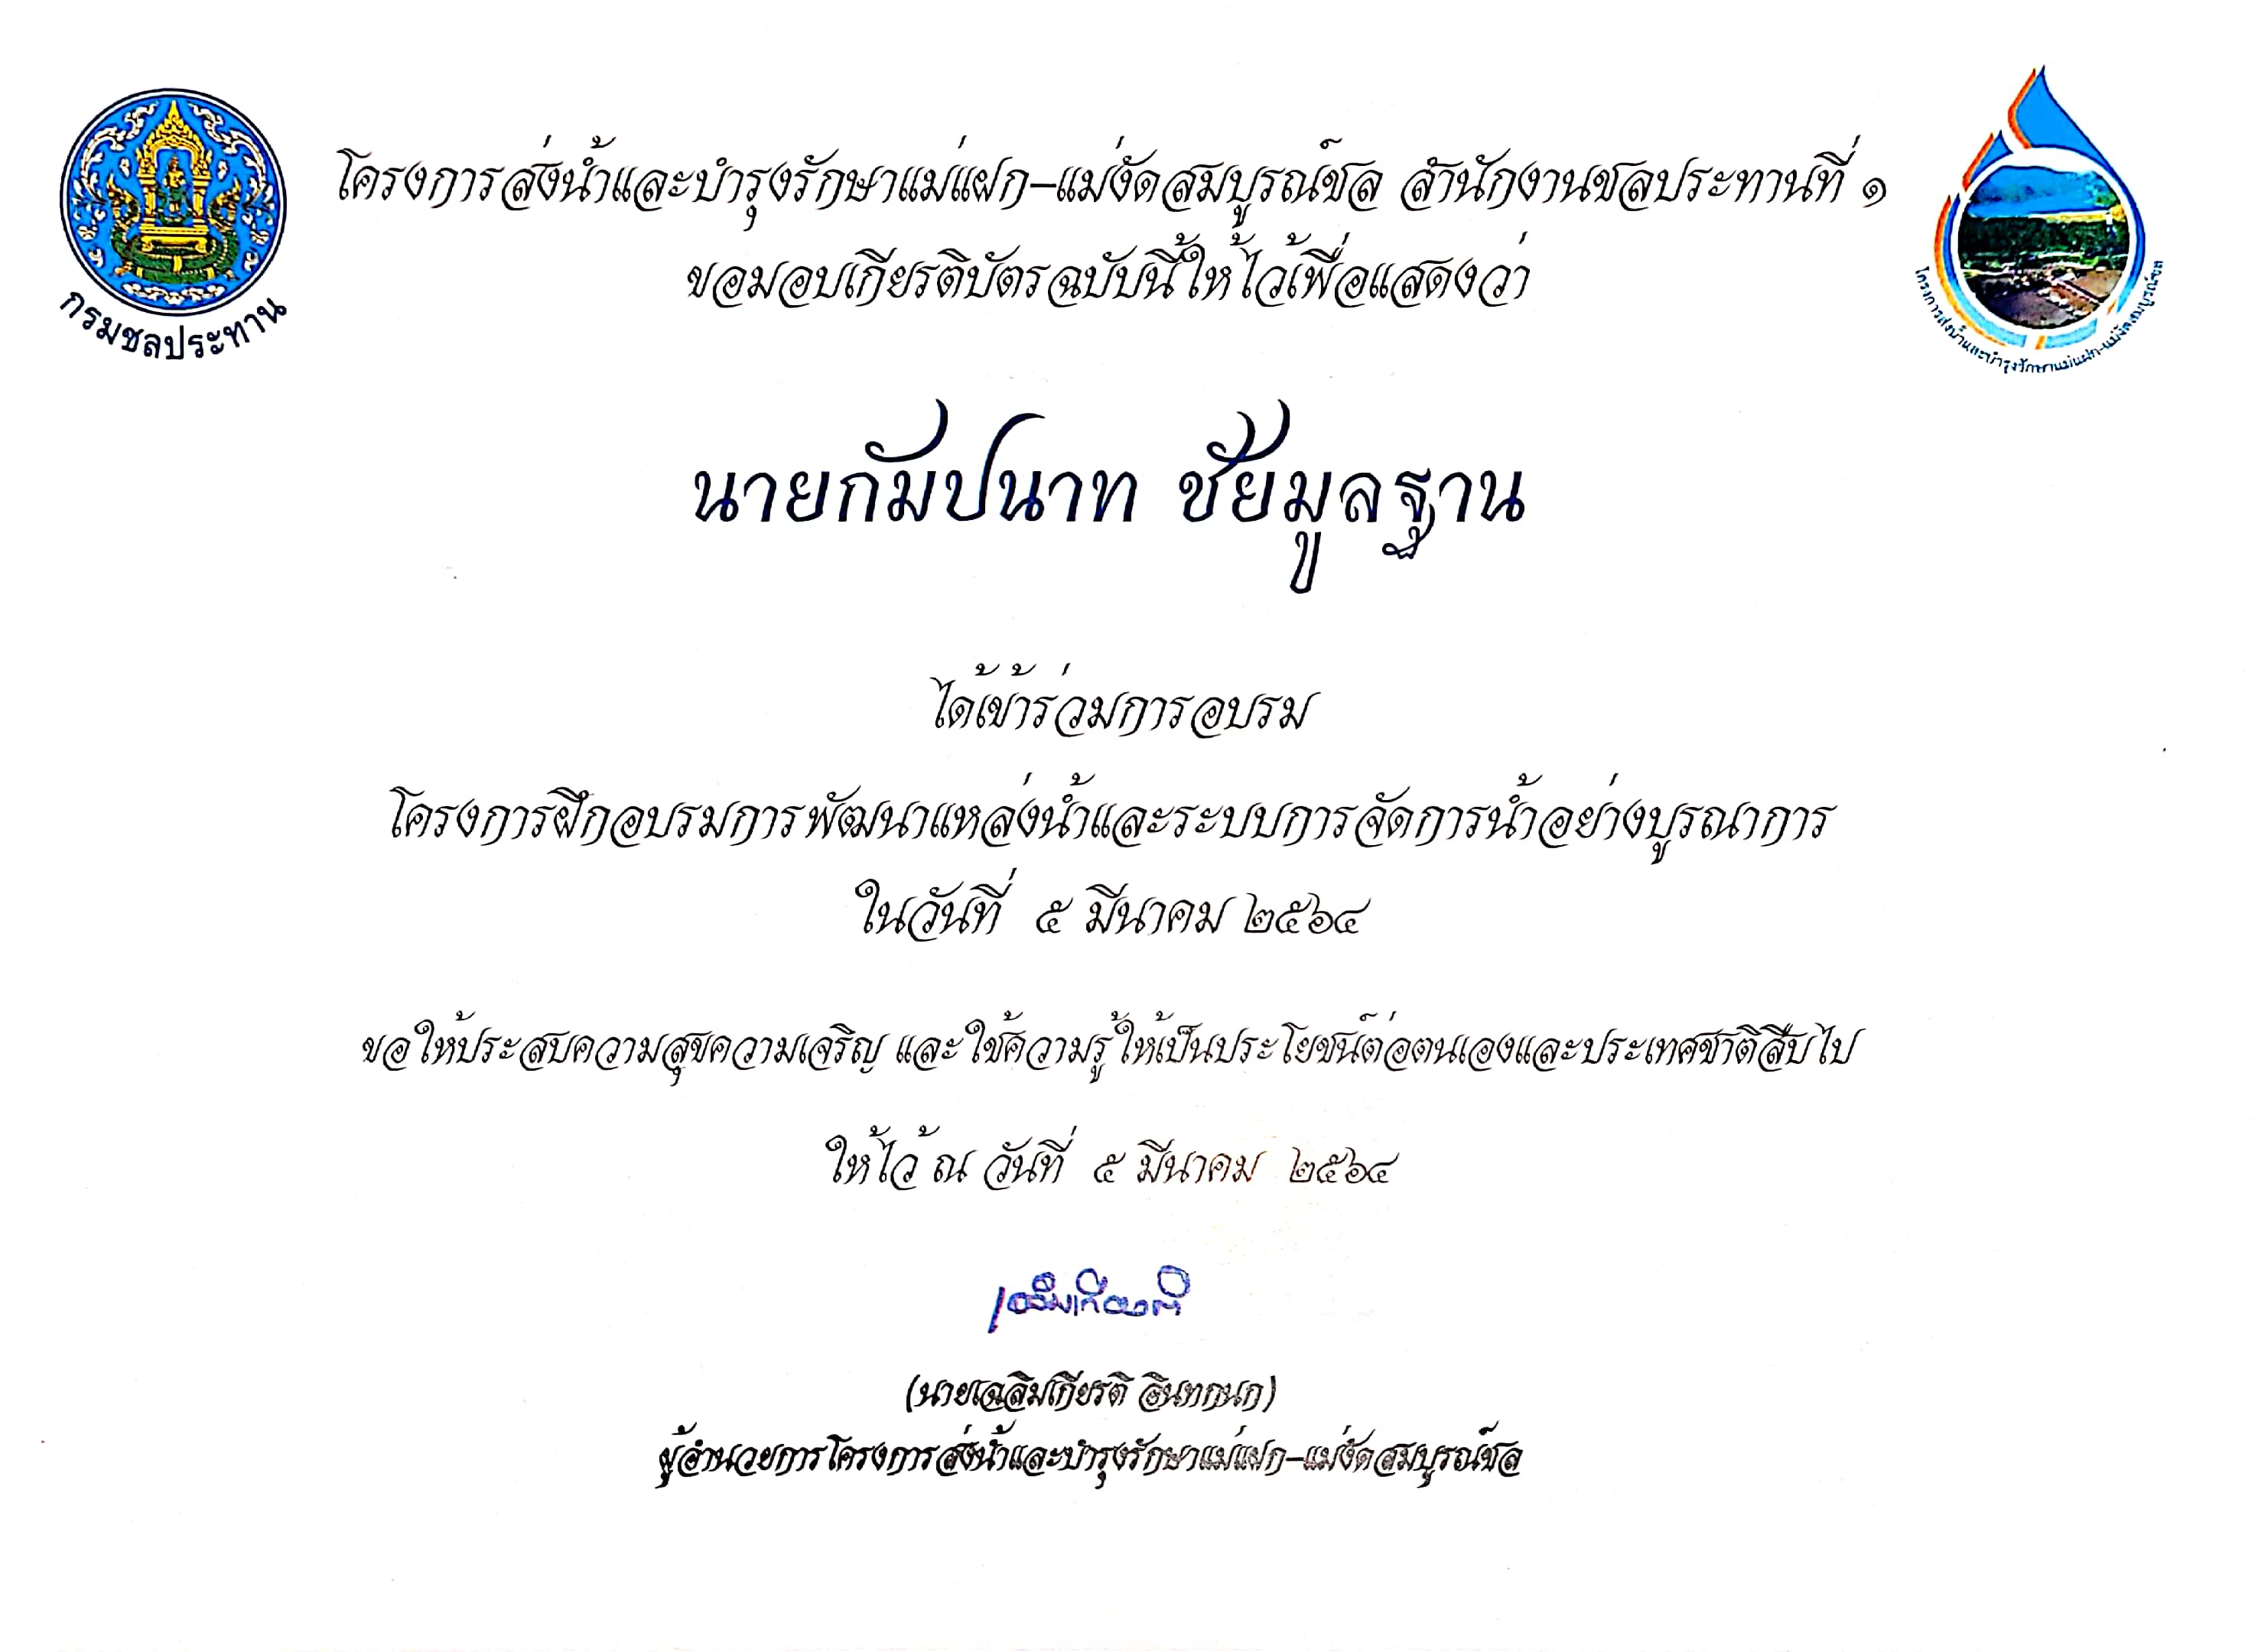 โครงการส่งน้ำและบำรุงรักษาแม่แฝก-แม่งัดสมบูรณ์ชล สำนักงานชลประทานที่ ๑
ขอมอบเกียรติบัตรฉบับนี้ให้ไว้เพื่อแสดงว่า
กรมชลประทาน
โครงการส่งน้ำและบำรุงรักษาแม่แฝก-แม่งัดสมบูรณ์ชล
นายกัมปนาท ชัยมูลฐาน
ได้เข้าร่วมการอบรม
โครงการฝึกอบรมการพัฒนาแหล่งน้ำและระบบการจัดการน้ำอย่างบูรณาการ
ในวันที่ ๕ มีนาคม ๒๕๖๔
ขอให้ประสบความสุขความเจริญ และใช้ความรู้ให้เป็นประโยชน์ต่อตนเองและประเทศชาติสืบไป
ให้ไว้ ณ วันที่ ๕ มีนาคม ๒๕๖๔
เฉลิมเกียรติ
(นายเฉลิมเกียรติ อินทกนก)
ผู้อำนวยการโครงการส่งน้ำและบำรุงรักษาแม่แฝก-แม่งัดสมบูรณ์ชล